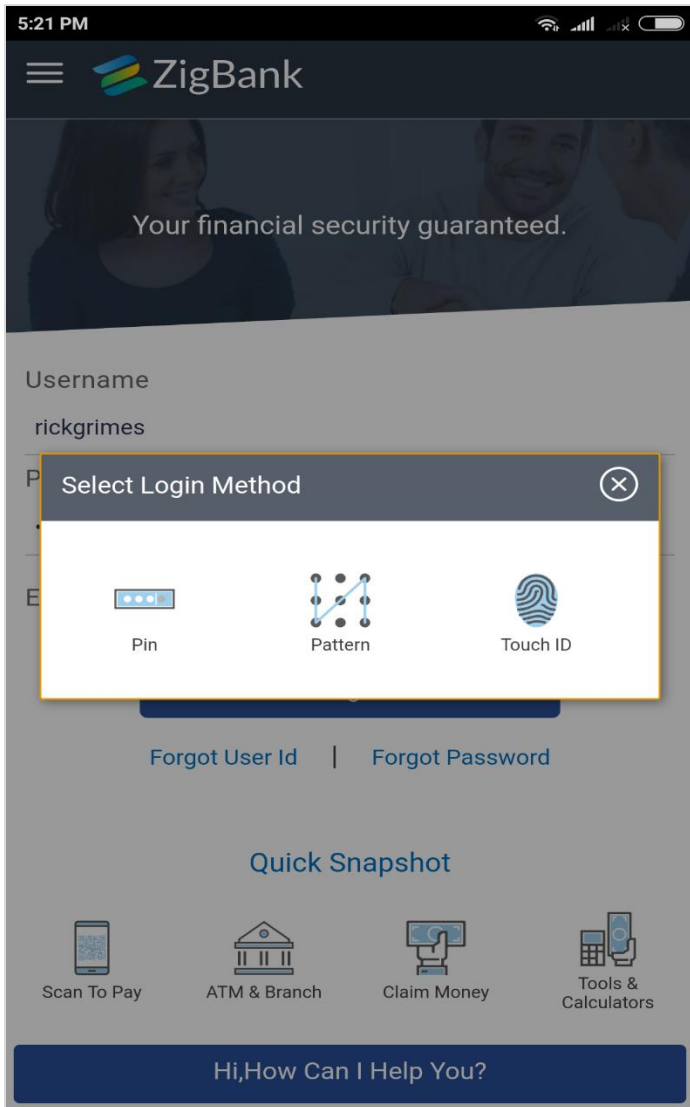 5:21 PM
ZigBank
Your financial security guaranteed.
Username
rickgrimes
P
Select Login Method
E
Pin Pattern Touch ID
Forgot User Id | Forgot Password
Quick Snapshot
Scan To Pay ATM & Branch Claim Money Tools &
Calculators
Hi,How Can I Help You?